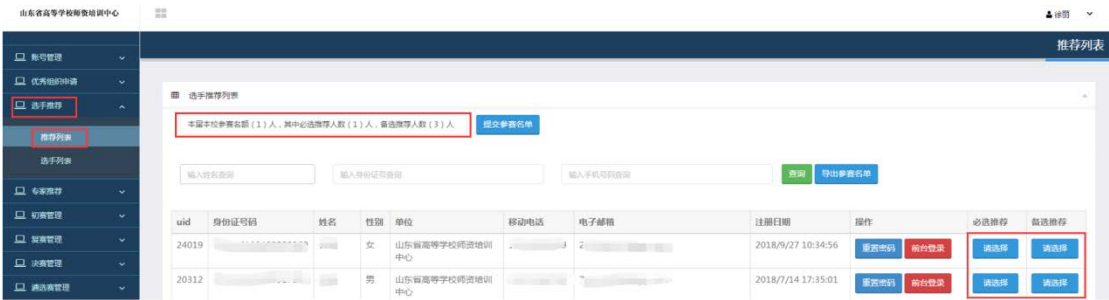 山东省高等学校师资培训中心
推荐列表
账号管理
优秀组织申请
选手推荐
推荐列表
选手列表
专家推荐
初赛管理
复赛管理
决赛管理
遴选赛管理
选手推荐列表
本届本校参赛名额（1）人，其中必选推荐人数（1）人，备选推荐人数（3）人 提交参赛名单
输入姓名查询 输入身份证号查询 输入手机号码查询 查询 导出参赛名单
uid 身份证号码 姓名 性别 单位 移动电话 电子邮箱 注册日期 操作 必选推荐 备选推荐
24019 女 山东省高等学校师资培训中心 9 2 2018/9/27 10:34:56 重置密码 前台登录 请选择 请选择
20312 男 山东省高等学校师资培训中心 2018/7/14 17:35:01 重置密码 前台登录 请选择 请选择